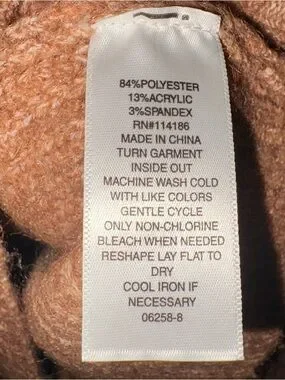 84%POLYESTER
13%ACRYLIC
3%SPANDEX
RN#114186
MADE IN CHINA
TURN GARMENT
INSIDE OUT
MACHINE WASH COLD
WITH LIKE COLORS
GENTLE CYCLE
ONLY NON-CHLORINE
BLEACH WHEN NEEDED
RESHAPE LAY FLAT TO
DRY
COOL IRON IF
NECESSARY
06258-8